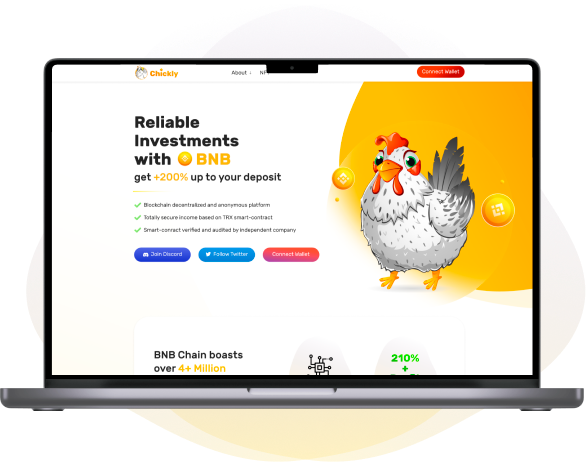 Chickly
About
Connect Wallet
Reliable
Investments
with BNB
get +200% up to your deposit
Blockchain decentralized and anonymous platform
Totally secure income based on TRX smart-contract
Smart-conract verified and audited by independent company
Join Discord
Follow Twitter
Connect Wallet
BNB Chain boasts
over 4+ Million
210%
+